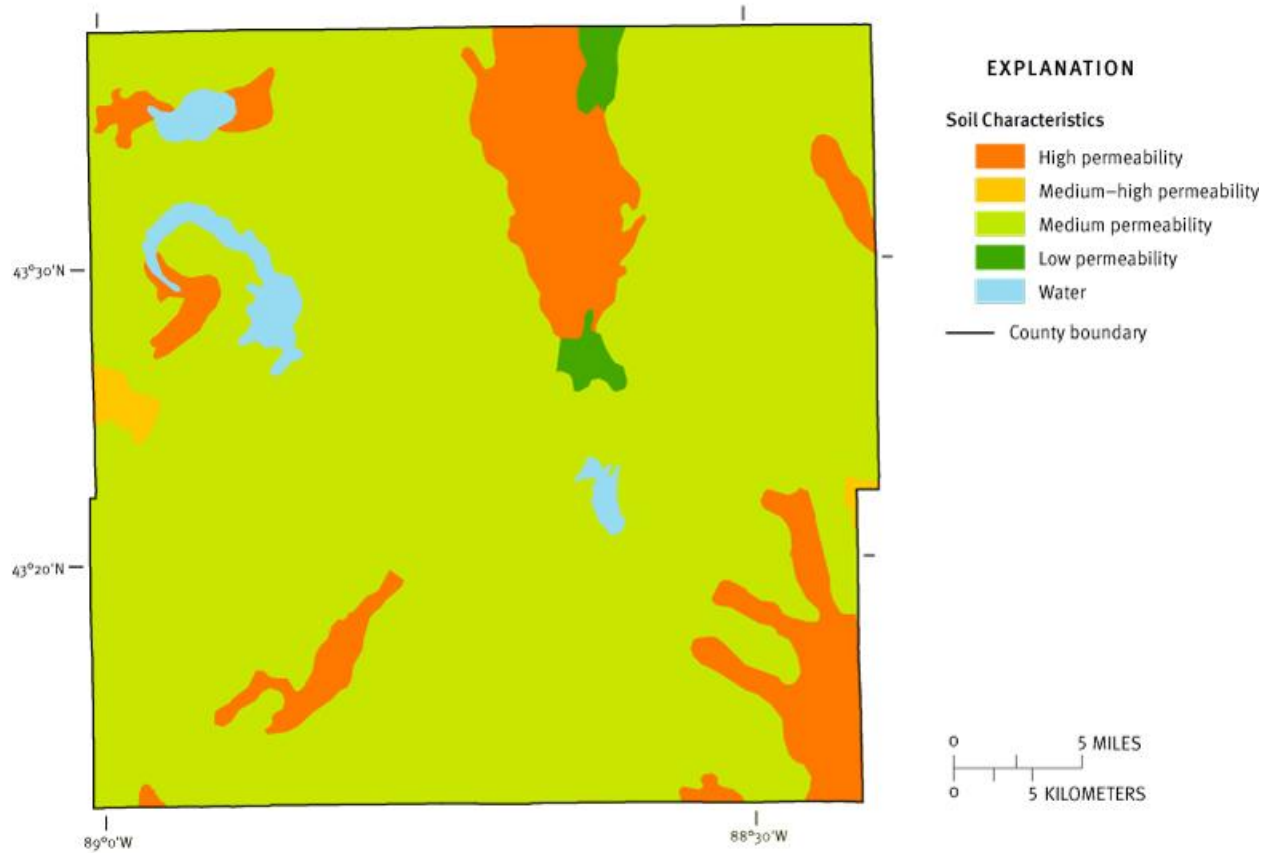 EXPLANATION
Soil Characteristics
High permeability
Medium–high permeability
Medium permeability
Low permeability
Water
County boundary
43°30'N
43°20'N
0 5 MILES
0 5 KILOMETERS
89°0'W
88°30'W